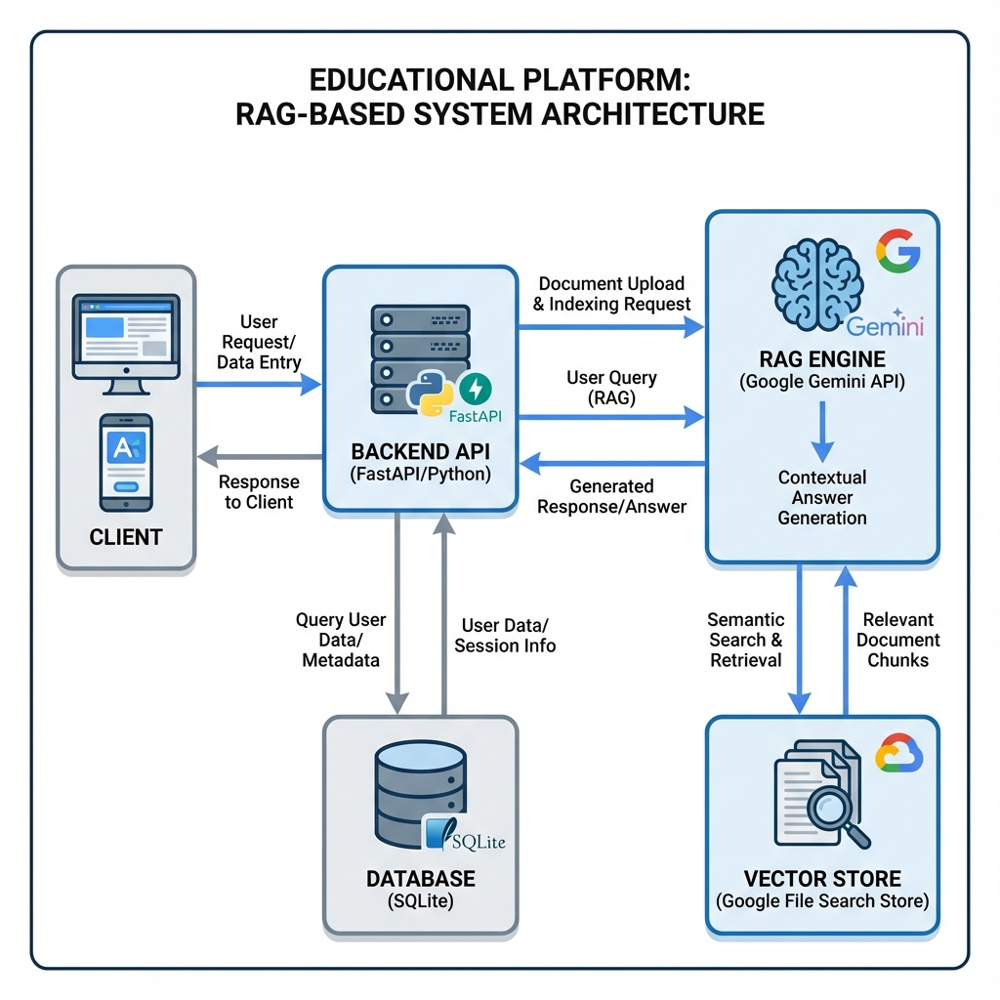 EDUCATIONAL PLATFORM:
RAG-BASED SYSTEM ARCHITECTURE
User
Request/
Data Entry
Response
to Client
A
CLIENT
FastAPI
BACKEND API
(FastAPI/Python)
Document Upload
& Indexing Request
User Query
(RAG)
Generated
Response/Answer
G
Gemini
RAG ENGINE
(Google Gemini API)
Contextual
Answer
Generation
Query User
Data/
Metadata
User Data/
Session Info
Semantic
Search &
Retrieval
Relevant
Document
Chunks
SQLite
DATABASE
(SQLite)
VECTOR STORE
(Google File Search Store)